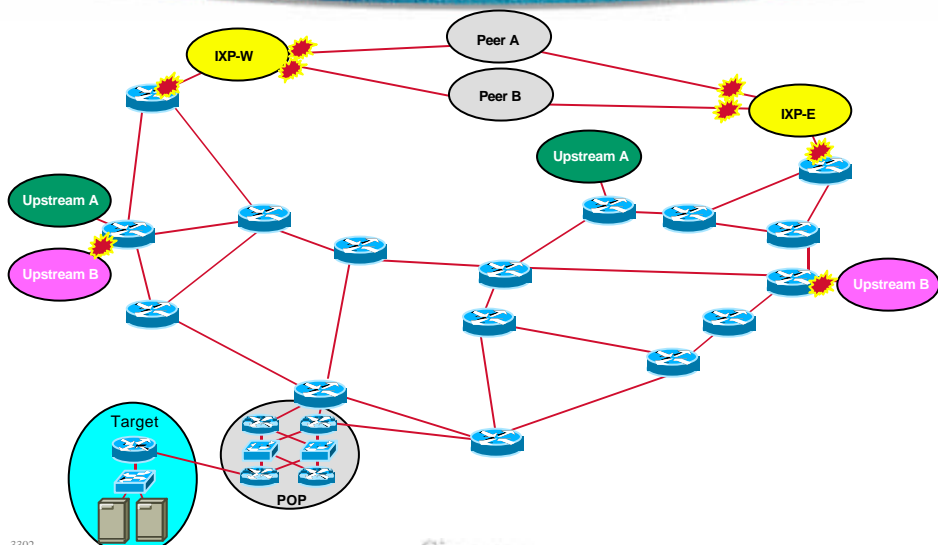 Peer A
IXP-W
Peer B
IXP-E
Upstream A
Upstream A
Upstream B
Upstream B
Target
POP